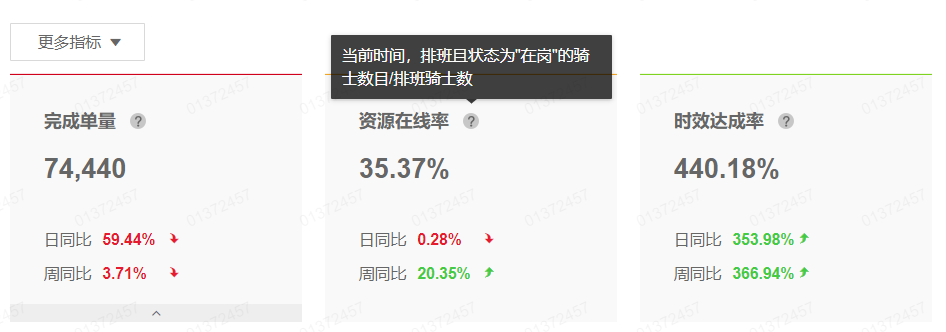 更多指标
当前时间，排班且状态为"在岗"的骑
士数目/排班骑士数
完成单量 ?
74,440
日同比 59.44%
周同比 3.71%
资源在线率 ?
35.37%
日同比 0.28%
周同比 20.35%
时效达成率 ?
440.18%
日同比 353.98%
周同比 366.94%
01372457